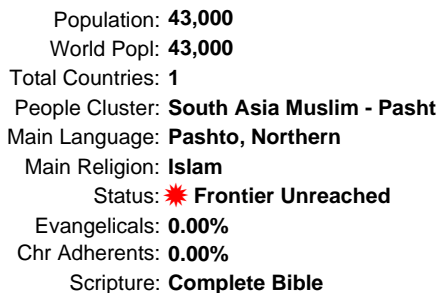 Population: 43,000
World Popl: 43,000
Total Countries: 1
People Cluster: South Asia Muslim - Pasht
Main Language: Pashto, Northern
Main Religion: Islam
Status: Frontier Unreached
Evangelicals: 0.00%
Chr Adherents: 0.00%
Scripture: Complete Bible